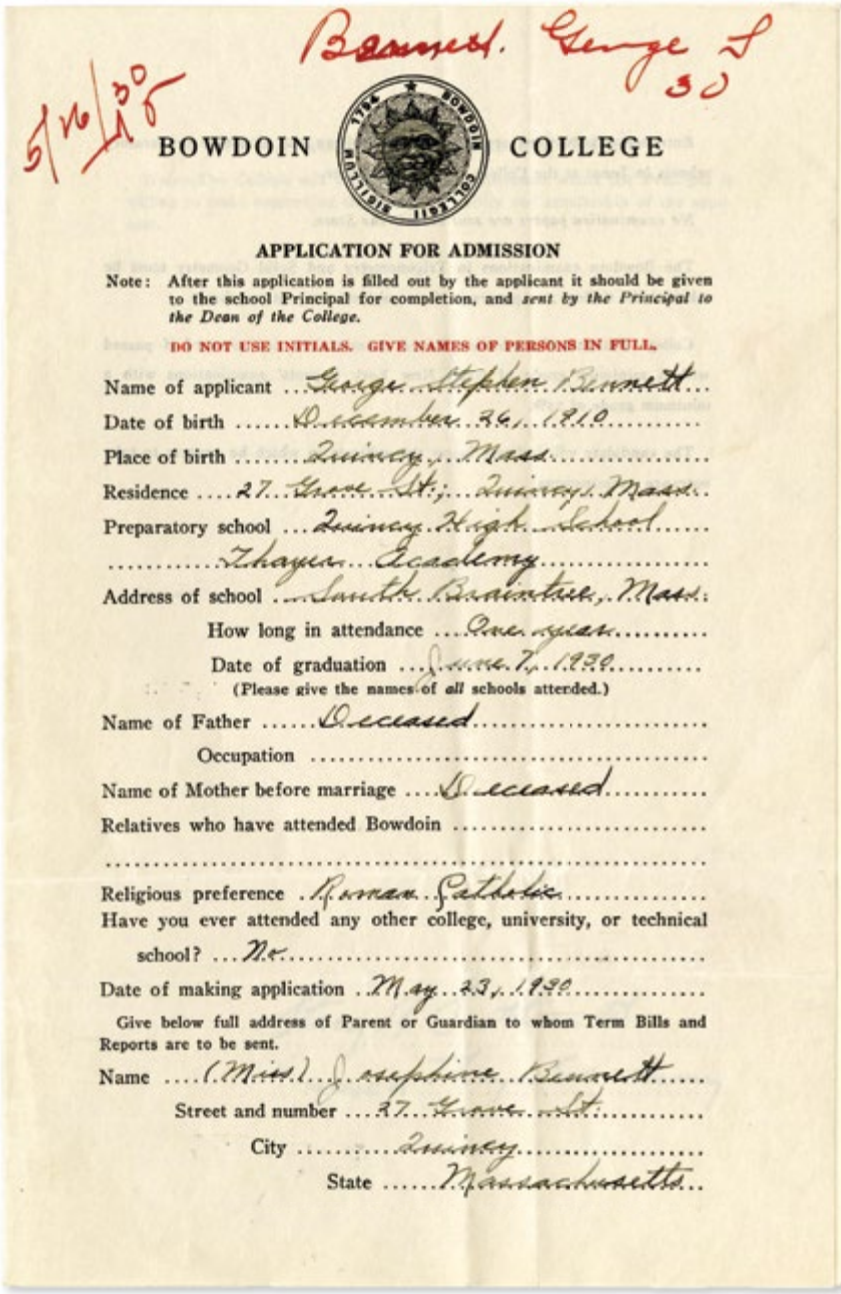 Bennett. George S
30
5/26/30
BOWDOIN COLLEGE
1794 BOWDOIN COLLEGII SIGILLUM
APPLICATION FOR ADMISSION
Note: After this application is filled out by the applicant it should be given
to the school Principal for completion, and sent by the Principal to
the Dean of the College.
DO NOT USE INITIALS. GIVE NAMES OF PERSONS IN FULL.
Name of applicant ...George Stephen Bennett...
Date of birth ......December 26, 1910......
Place of birth ......Quincy, Mass......
Residence ....27 Grove St.; Quincy, Mass..
Preparatory school ...Quincy High School......
............Thayer Academy............
Address of school ...South Braintree, Mass.
How long in attendance ...One year............
Date of graduation ....June 7, 1930............
(Please give the names of all schools attended.)
Name of Father ......Deceased............
Occupation ............
Name of Mother before marriage ....Deceased............
Relatives who have attended Bowdoin ............
Religious preference ..Roman Catholic............
Have you ever attended any other college, university, or technical
school? ...No............
Date of making application ..May 23, 1930............
Give below full address of Parent or Guardian to whom Term Bills and
Reports are to be sent.
Name ....(Miss) Josephine Bennett....
Street and number ...27 Grove St.............
City .........Quincy............
State ......Massachusetts...